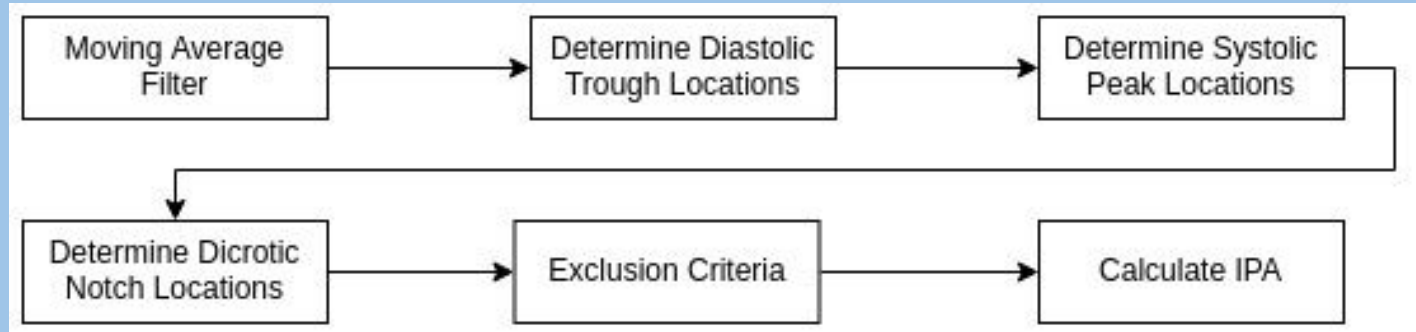 Moving Average
Filter
Determine Diastolic
Trough Locations
Determine Systolic
Peak Locations
Determine Dicrotic
Notch Locations
Exclusion Criteria
Calculate IPA